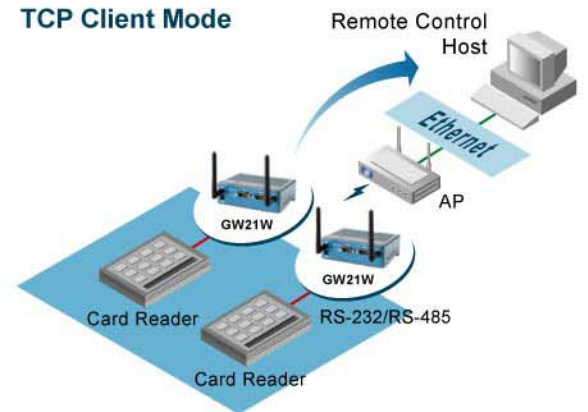 TCP Client Mode
Remote Control
Host
Ethernet
AP
GW21W
GW21W
Card Reader
RS-232/RS-485
Card Reader